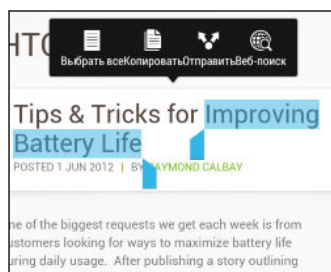 HTC
Выбрать все Копировать Отправить Веб-поиск
Tips & Tricks for Improving
Battery Life
POSTED 1 JUN 2012 | BY RAYMOND CALBAY
ne of the biggest requests we get each week is from
ustomers looking for ways to maximize battery life
uring daily usage. After publishing a story outlining